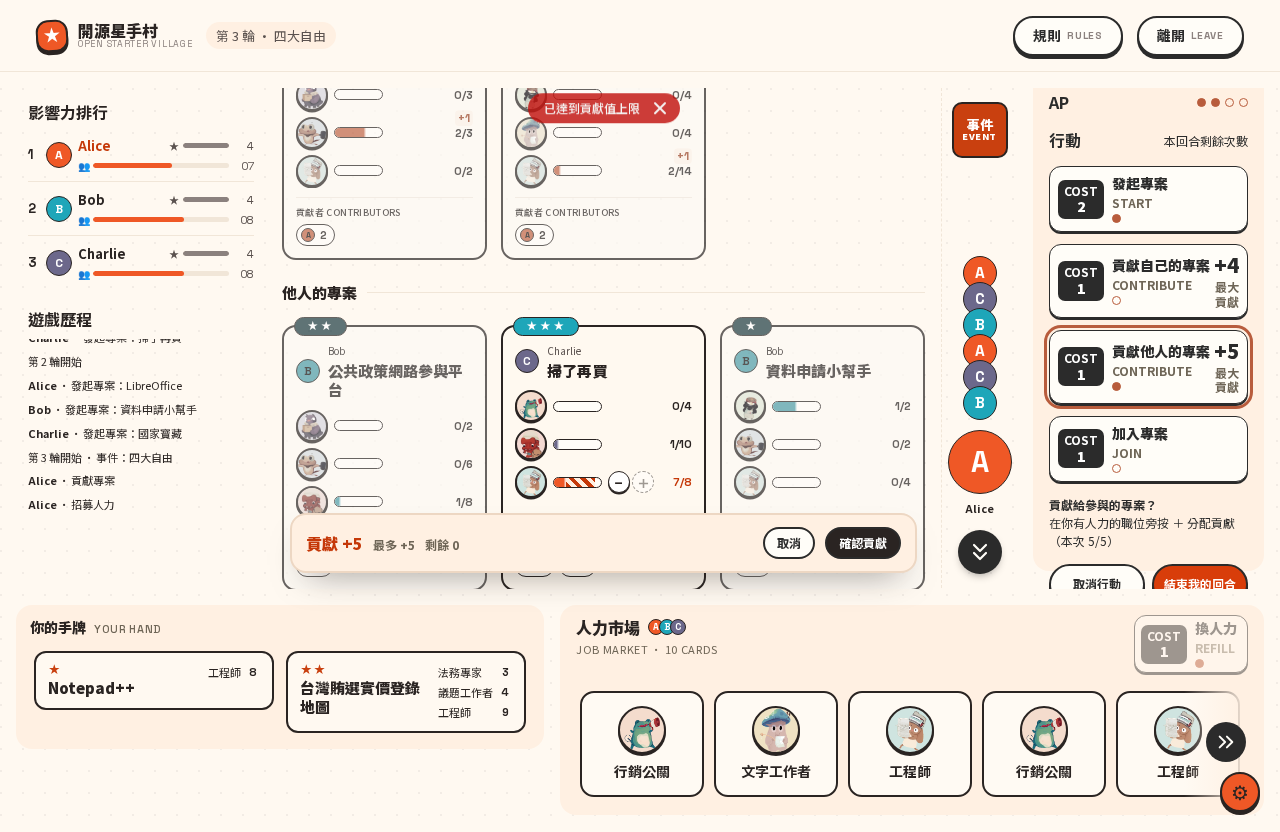 開源星手村
OPEN STARTER VILLAGE
第 3 輪 · 四大自由
規則 RULES
離開 LEAVE
影響力排行
1 A Alice ★ 4
07
2 B Bob ★ 4
08
3 C Charlie ★ 4
08
遊戲歷程
Charlie · 發起專案：掃了再買
第 2 輪開始
Alice · 發起專案：LibreOffice
Bob · 發起專案：資料申請小幫手
Charlie · 發起專案：國家寶藏
第 3 輪開始 · 事件：四大自由
Alice · 貢獻專案
Alice · 招募人力
0/3
+1
2/3
0/2
貢獻者 CONTRIBUTORS
A 2
已達到貢獻值上限
0/4
0/4
+1
2/14
貢獻者 CONTRIBUTORS
A 2
他人的專案
★ ★
B Bob
公共政策網路參與平
台
0/2
0/6
1/8
★ ★ ★
C Charlie
掃了再買
0/4
1/10
− + 7/8
★
B Bob
資料申請小幫手
1/2
0/2
0/4
貢獻 +5 最多 +5 剩餘 0
取消
確認貢獻
事件
EVENT
A
C
B
A
C
B
A
Alice
AP
行動 本回合剩餘次數
COST 2
發起專案
START
COST 1
貢獻自己的專案 +4
CONTRIBUTE 最大
貢獻
COST 1
貢獻他人的專案 +5
CONTRIBUTE 最大
貢獻
COST 1
加入專案
JOIN
貢獻給參與的專案？
在你有人力的職位旁按 ＋ 分配貢獻
（本次 5/5）
取消行動
結束我的回合
你的手牌 YOUR HAND
★
Notepad++
工程師 8
★ ★
台灣賄選實價登錄
地圖
法務專家 3
議題工作者 4
工程師 9
人力市場 A B C
JOB MARKET · 10 CARDS
COST 1
換人力
REFILL
行銷公關
文字工作者
工程師
行銷公關
工程師